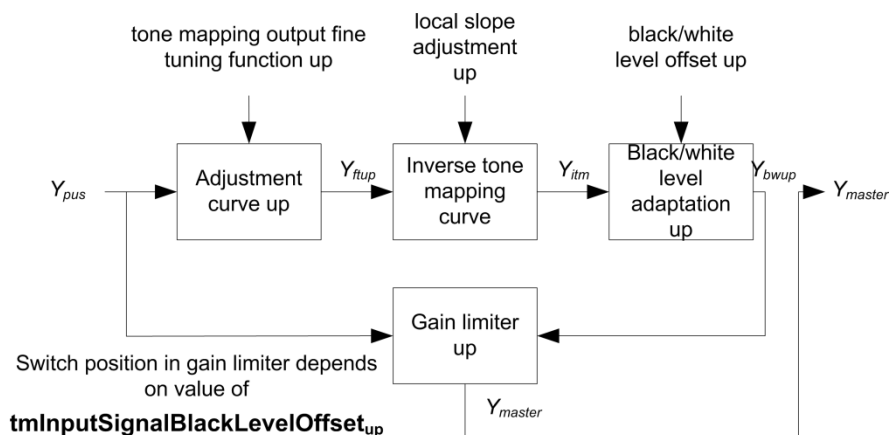 tone mapping output fine
tuning function up
local slope
adjustment
up
black/white
level offset up
Y_pus
Adjustment
curve up
Y_ftup
Inverse tone
mapping
curve
Y_itm
Black/white
level
adaptation
up
Y_bwup
Y_master
Gain limiter
up
Switch position in gain limiter depends
on value of
tmInputSignalBlackLevelOffset_up
Y_master